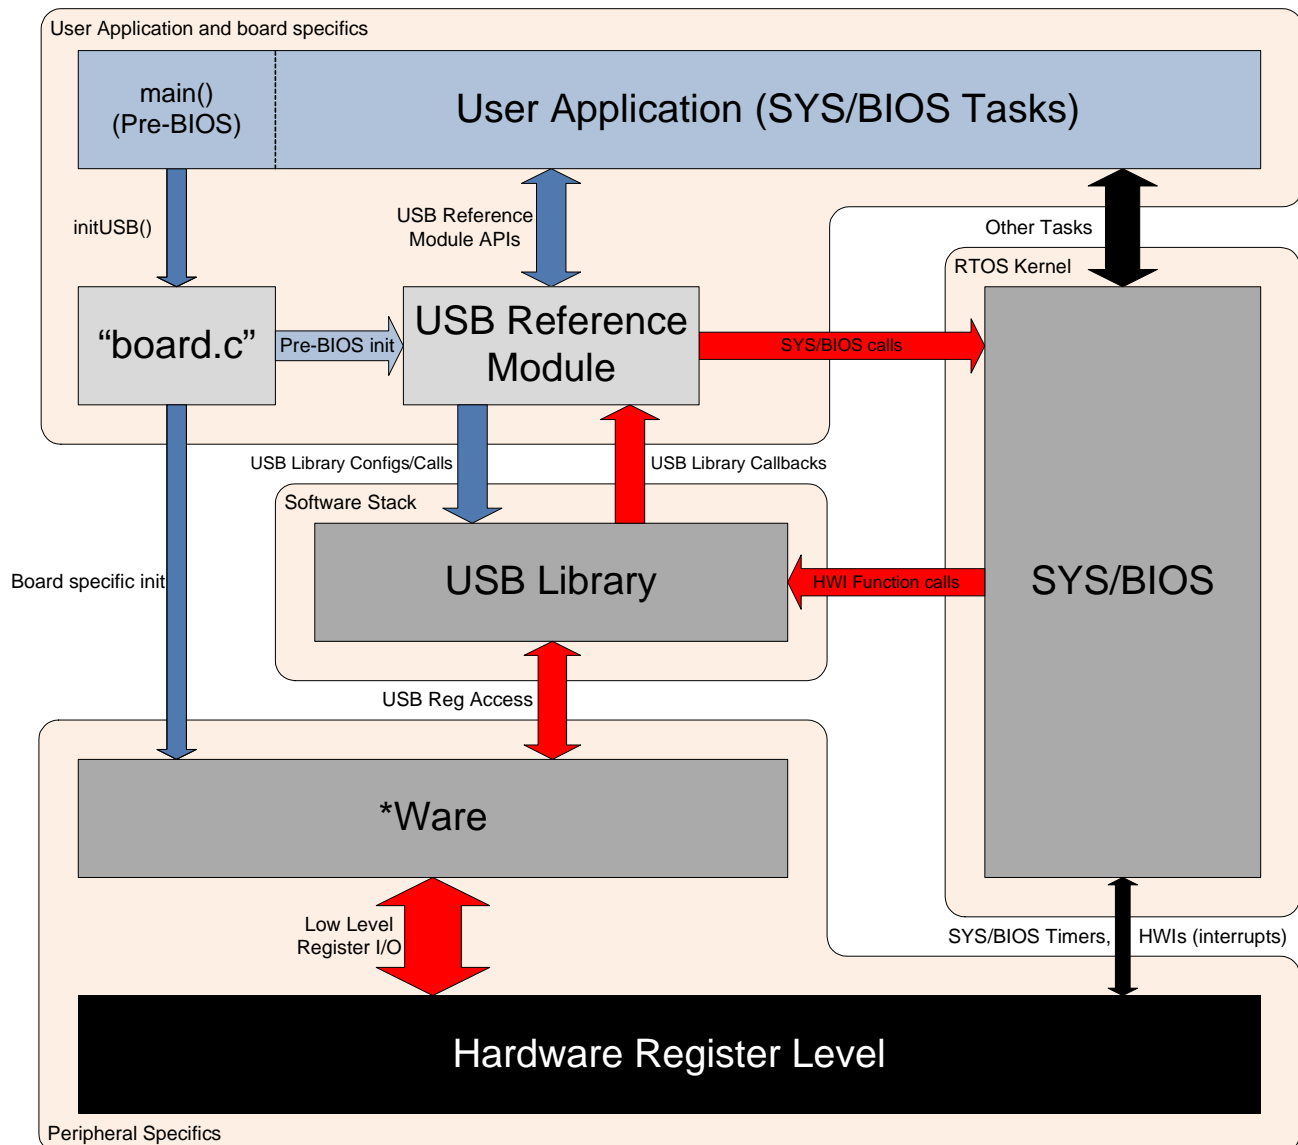 User Application and board specifics
main()
(Pre-BIOS)
User Application (SYS/BIOS Tasks)
initUSB()
USB Reference
Module APIs
Other Tasks
RTOS Kernel
“board.c”
Pre-BIOS init
USB Reference
Module
SYS/BIOS calls
USB Library Configs/Calls
USB Library Callbacks
Software Stack
Board specific init
USB Library
HWI Function calls
SYS/BIOS
USB Reg Access
*Ware
Low Level
Register I/O
SYS/BIOS Timers,
HWIs (interrupts)
Hardware Register Level
Peripheral Specifics